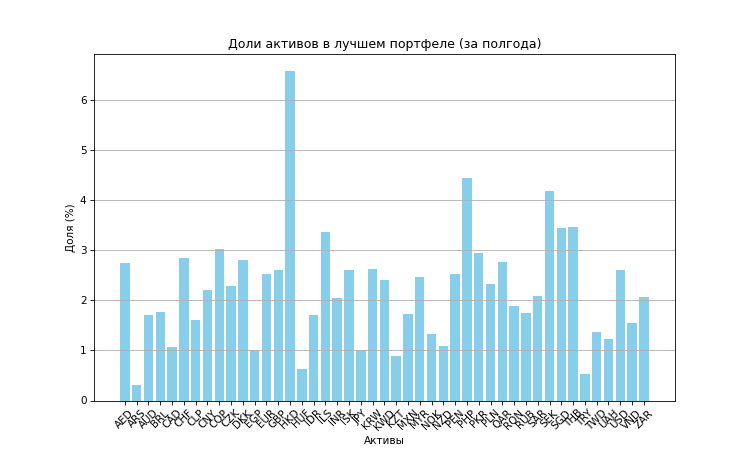 Доли активов в лучшем портфеле (за полгода)
Доля (%)
6
5
4
3
2
1
0
AED ARS AUD BRL CAD CHF CLP CNY COP CZK DKK EGP EUR GBP HKD HUF IDR ILS INR ISK JPY KRW KWD KZT MXN MYR NOK NZD PEN PHP PKR PLN QAR RON RUB SAR SEK SGD THB TRY TWD UAH USD VND ZAR
Активы